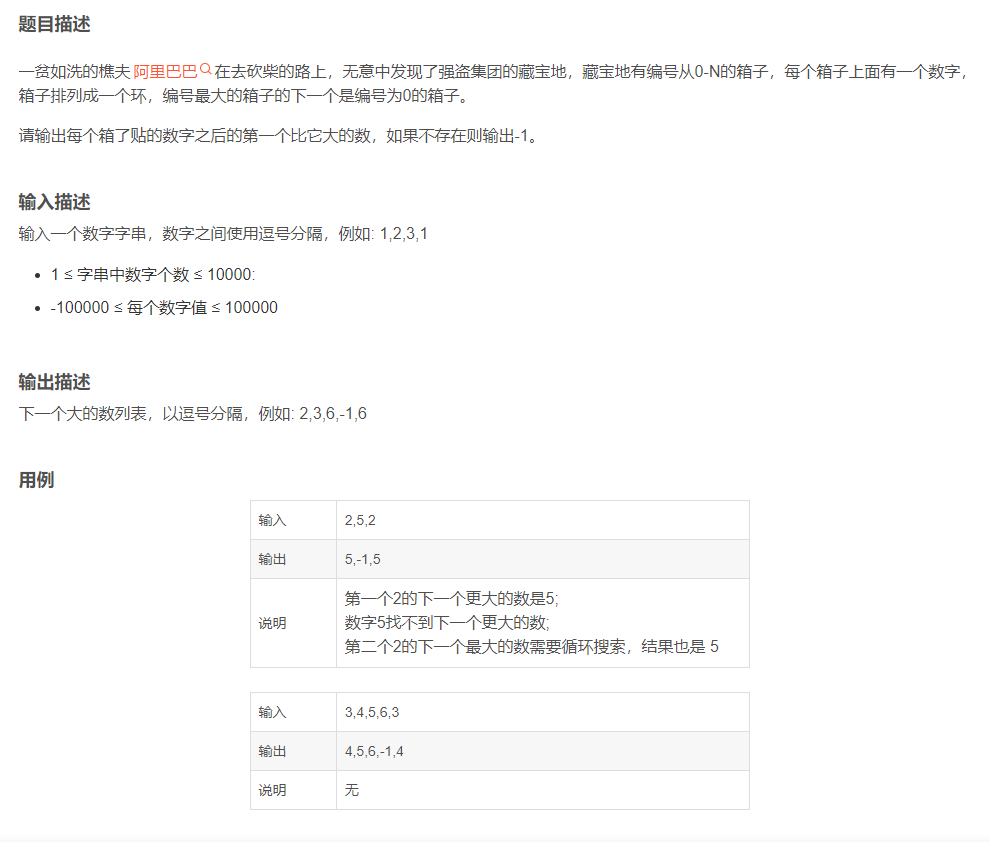 题目描述
一贫如洗的樵夫阿里巴巴在去砍柴的路上，无意中发现了强盗集团的藏宝地，藏宝地有编号从0-N的箱子，每个箱子上面有一个数字，
箱子排列成一个环，编号最大的箱子的下一个是编号为0的箱子。
请输出每个箱了贴的数字之后的第一个比它大的数，如果不存在则输出-1。
输入描述
输入一个数字字串，数字之间使用逗号分隔，例如: 1,2,3,1
• 1 ≤ 字串中数字个数 ≤ 10000:
• -100000 ≤ 每个数字值 ≤ 100000
输出描述
下一个大的数列表，以逗号分隔，例如: 2,3,6,-1,6
用例
输入 2,5,2
输出 5,-1,5
说明 第一个2的下一个更大的数是5;
数字5找不到下一个更大的数;
第二个2的下一个最大的数需要循环搜索，结果也是 5
输入 3,4,5,6,3
输出 4,5,6,-1,4
说明 无